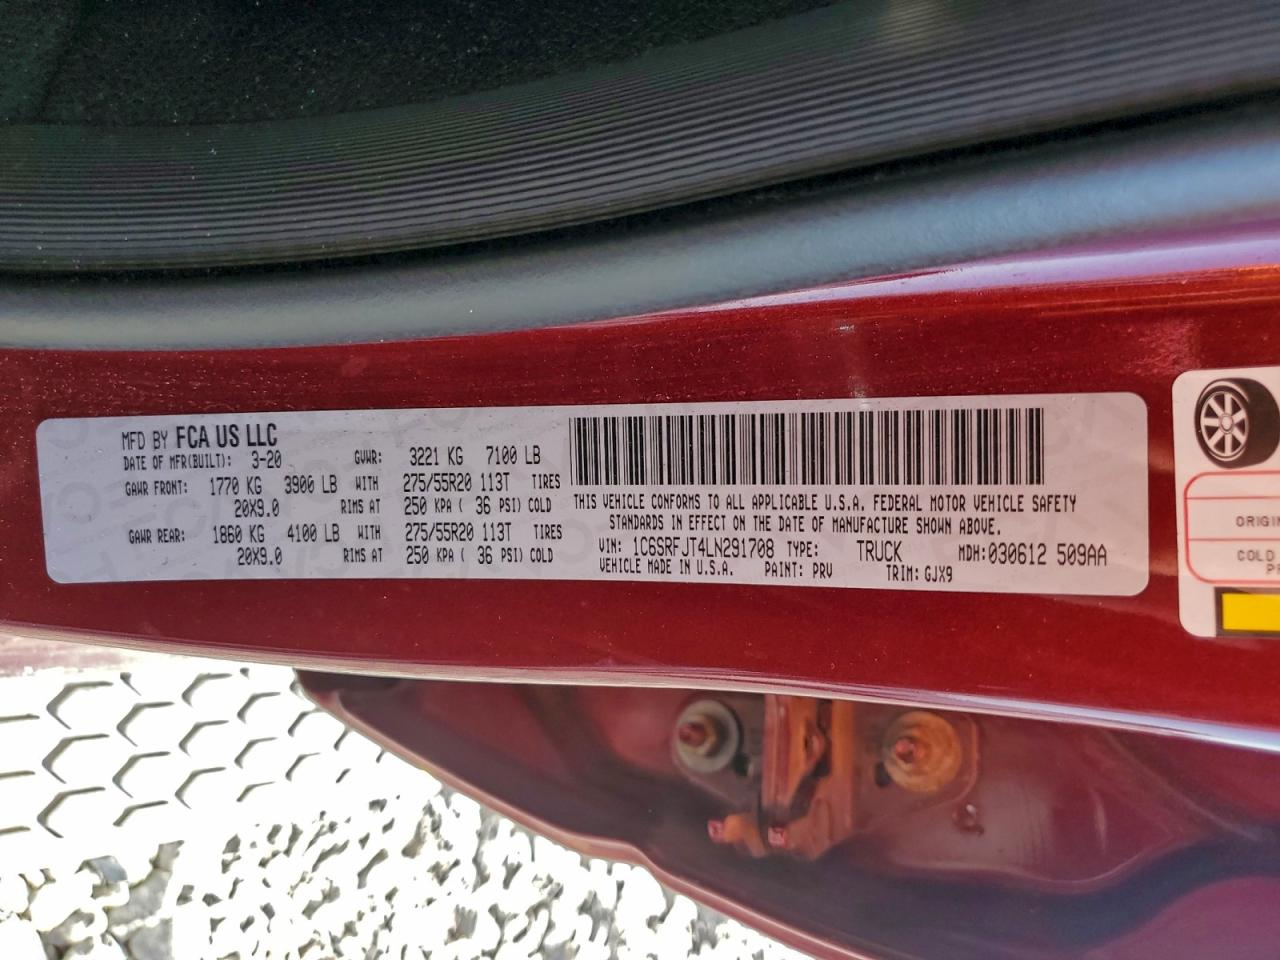 MFD BY FCA US LLC
DATE OF MFR(BUILT): 3-20 GVWR: 3221 KG 7100 LB
GAWR FRONT: 1770 KG 3900 LB WITH 275/55R20 113T TIRES
20X9.0 RIMS AT 250 KPA ( 36 PSI) COLD
GAWR REAR: 1860 KG 4100 LB WITH 275/55R20 113T TIRES
20X9.0 RIMS AT 250 KPA ( 36 PSI) COLD
THIS VEHICLE CONFORMS TO ALL APPLICABLE U.S.A. FEDERAL MOTOR VEHICLE SAFETY
STANDARDS IN EFFECT ON THE DATE OF MANUFACTURE SHOWN ABOVE.
VIN: 1C6SRFJT4LN291708 TYPE: TRUCK MDH:030612 509AA
VEHICLE MADE IN U.S.A. PAINT: PRV TRIM: GJX9
COLD